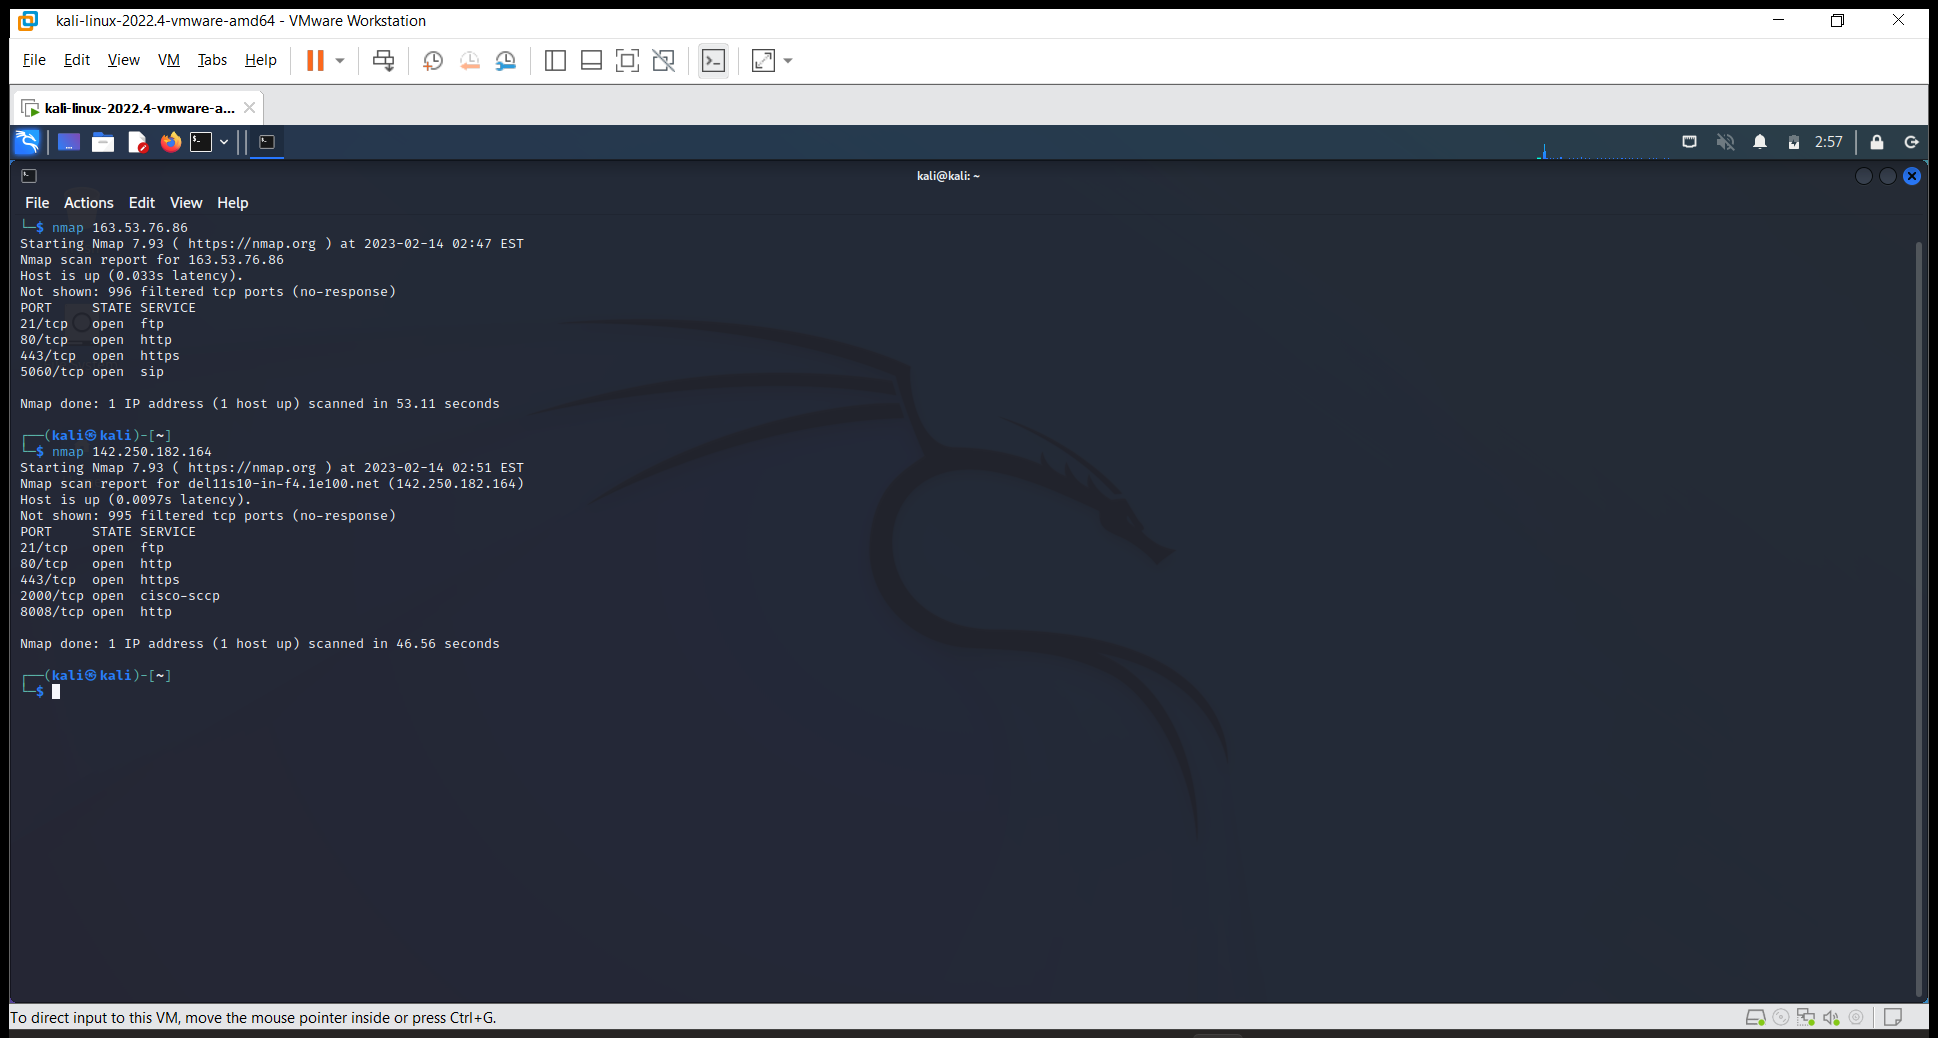 kali-linux-2022.4-vmware-amd64 - VMware Workstation
File Edit View VM Tabs Help
kali-linux-2022.4-vmware-a...
2:57
kali@kali: ~
File Actions Edit View Help
└─$ nmap 163.53.76.86
Starting Nmap 7.93 ( https://nmap.org ) at 2023-02-14 02:47 EST
Nmap scan report for 163.53.76.86
Host is up (0.033s latency).
Not shown: 996 filtered tcp ports (no-response)
PORT     STATE SERVICE
21/tcp   open  ftp
80/tcp   open  http
443/tcp  open  https
5060/tcp open  sip
Nmap done: 1 IP address (1 host up) scanned in 53.11 seconds
┌──(kali㉿kali)-[~]
└─$ nmap 142.250.182.164
Starting Nmap 7.93 ( https://nmap.org ) at 2023-02-14 02:51 EST
Nmap scan report for del11s10-in-f4.1e100.net (142.250.182.164)
Host is up (0.0097s latency).
Not shown: 995 filtered tcp ports (no-response)
PORT     STATE SERVICE
21/tcp   open  ftp
80/tcp   open  http
443/tcp  open  https
2000/tcp open  cisco-sccp
8008/tcp open  http
Nmap done: 1 IP address (1 host up) scanned in 46.56 seconds
┌──(kali㉿kali)-[~]
└─$
To direct input to this VM, move the mouse pointer inside or press Ctrl+G.